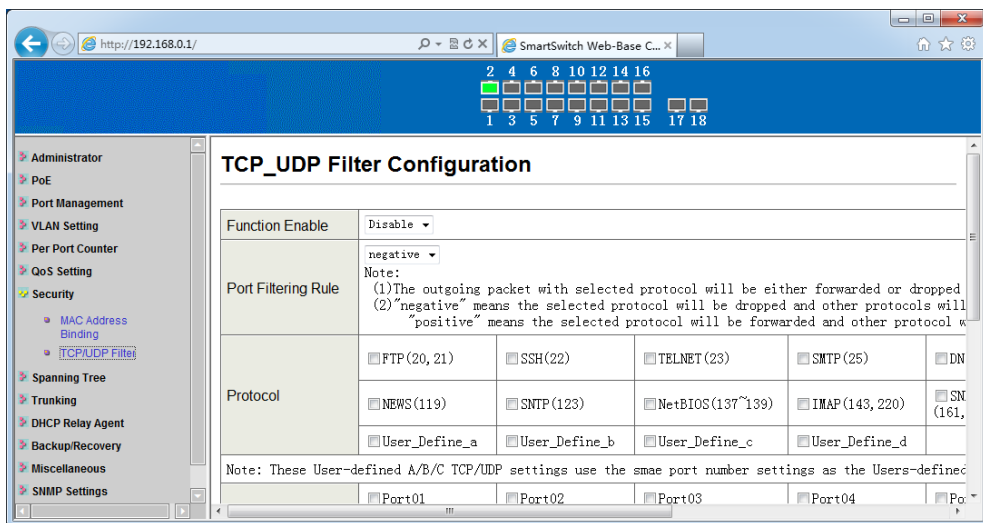 http://192.168.0.1/
SmartSwitch Web-Base C...
2 4 6 8 10 12 14 16
1 3 5 7 9 11 13 15 17 18
Administrator
PoE
Port Management
VLAN Setting
Per Port Counter
QoS Setting
Security
MAC Address
Binding
TCP/UDP Filter
Spanning Tree
Trunking
DHCP Relay Agent
Backup/Recovery
Miscellaneous
SNMP Settings
TCP_UDP Filter Configuration
Function Enable
Disable
Port Filtering Rule
negative
Note:
(1)The outgoing packet with selected protocol will be either forwarded or dropped
(2)"negative" means the selected protocol will be dropped and other protocols will
"positive" means the selected protocol will be forwarded and other protocol w
Protocol
FTP(20,21) SSH(22) TELNET(23) SMTP(25) DN
NEWS(119) SNTP(123) NetBIOS(137~139) IMAP(143,220) SN
(161,
User_Define_a User_Define_b User_Define_c User_Define_d
Note: These User-defined A/B/C TCP/UDP settings use the smae port number settings as the Users-defined
Port01 Port02 Port03 Port04 Po